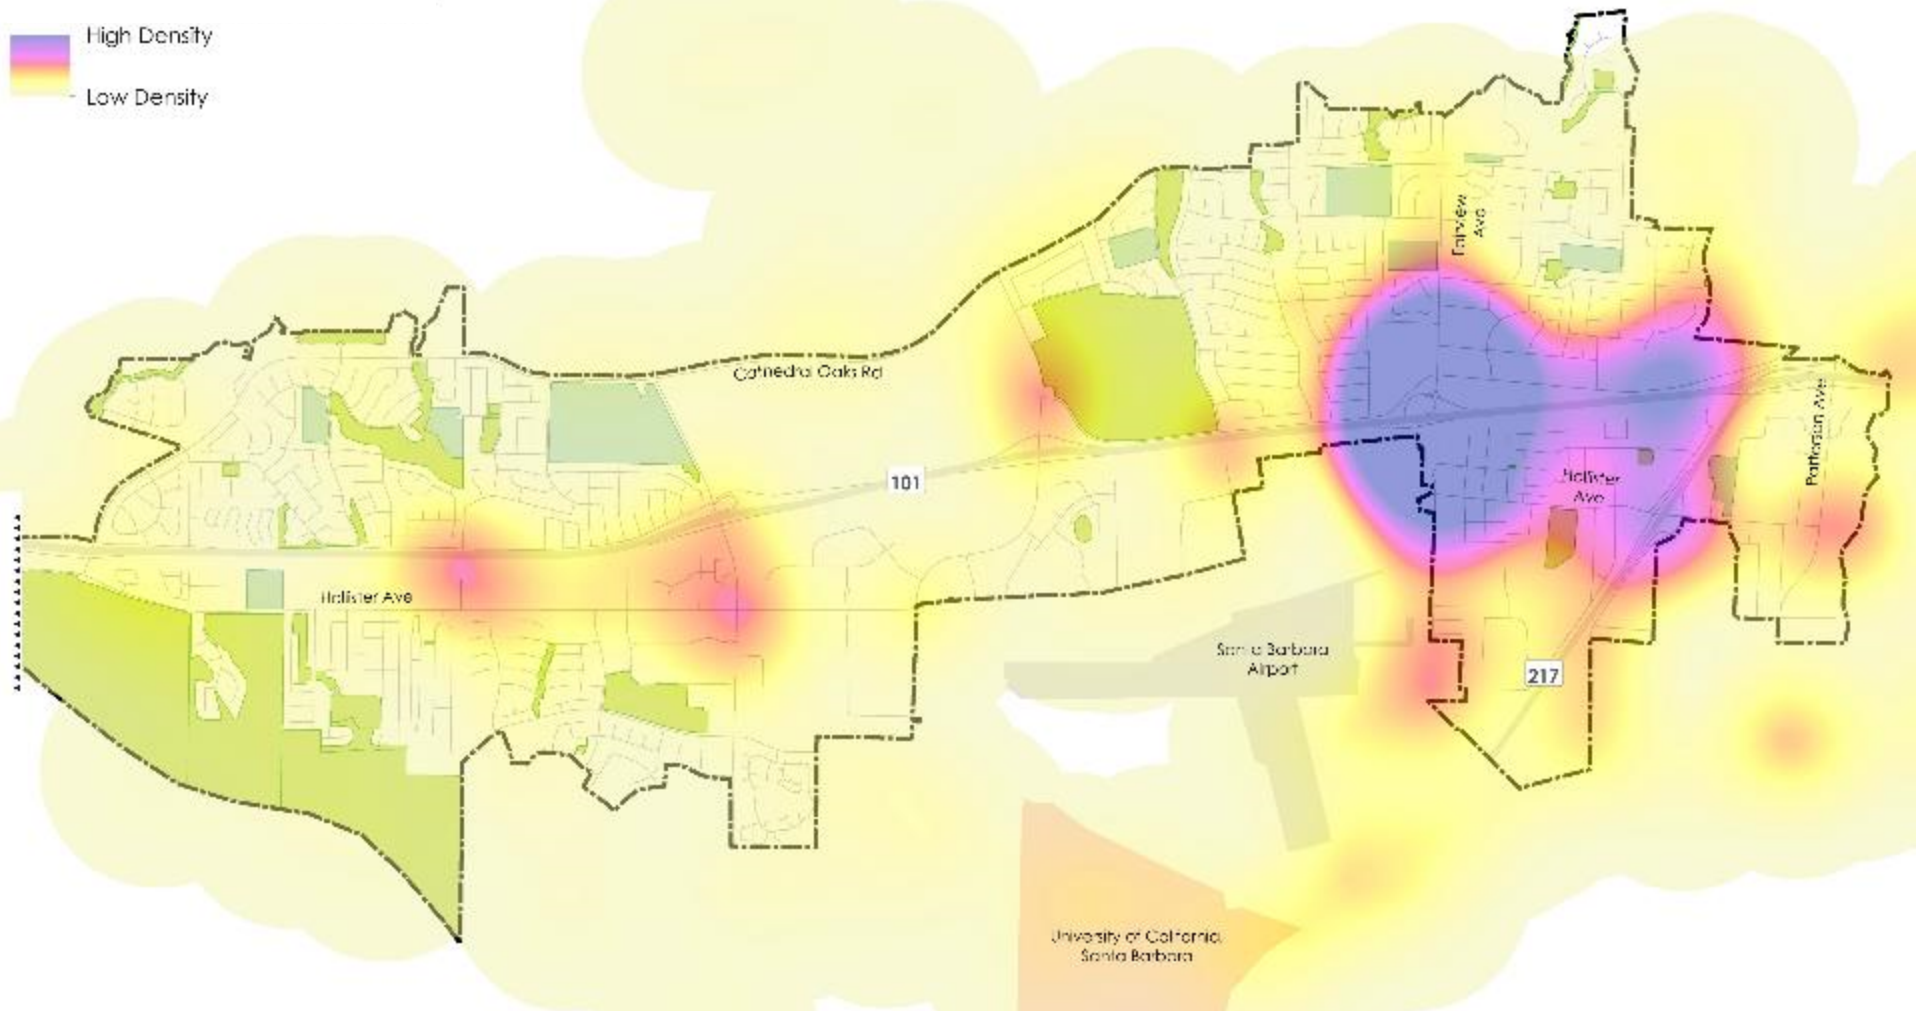 High Density
Low Density
Fairview
Ave
Cathedral Oaks Rd
Patterson Ave
101
Hollister
Ave
Hollister Ave
Santa Barbara
Airport
217
University of California,
Santa Barbara